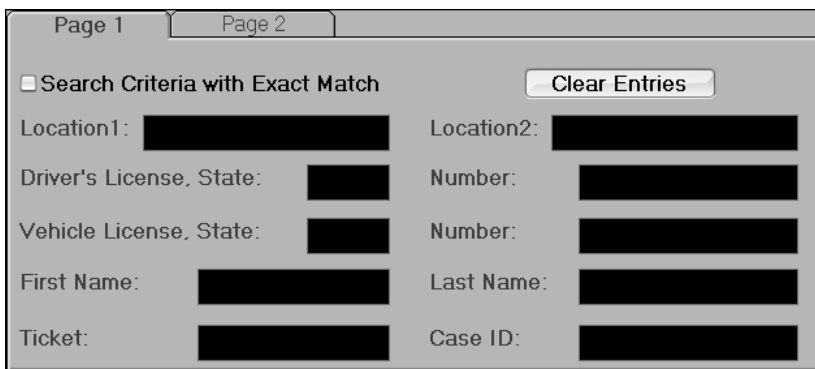 Page 1 Page 2
Search Criteria with Exact Match Clear Entries
Location1: Location2:
Driver's License, State: Number:
Vehicle License, State: Number:
First Name: Last Name:
Ticket: Case ID: